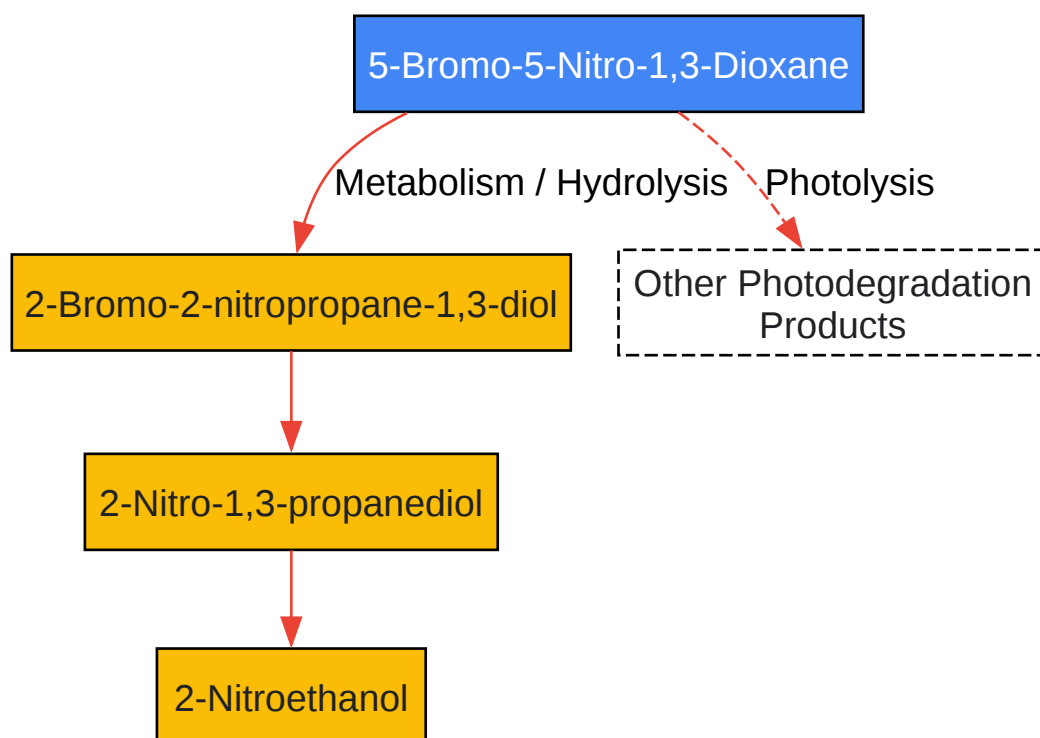 5-Bromo-5-Nitro-1,3-Dioxane
Metabolism / Hydrolysis
Photolysis
2-Bromo-2-nitropropane-1,3-diol
Other Photodegradation
Products
2-Nitro-1,3-propanediol
2-Nitroethanol